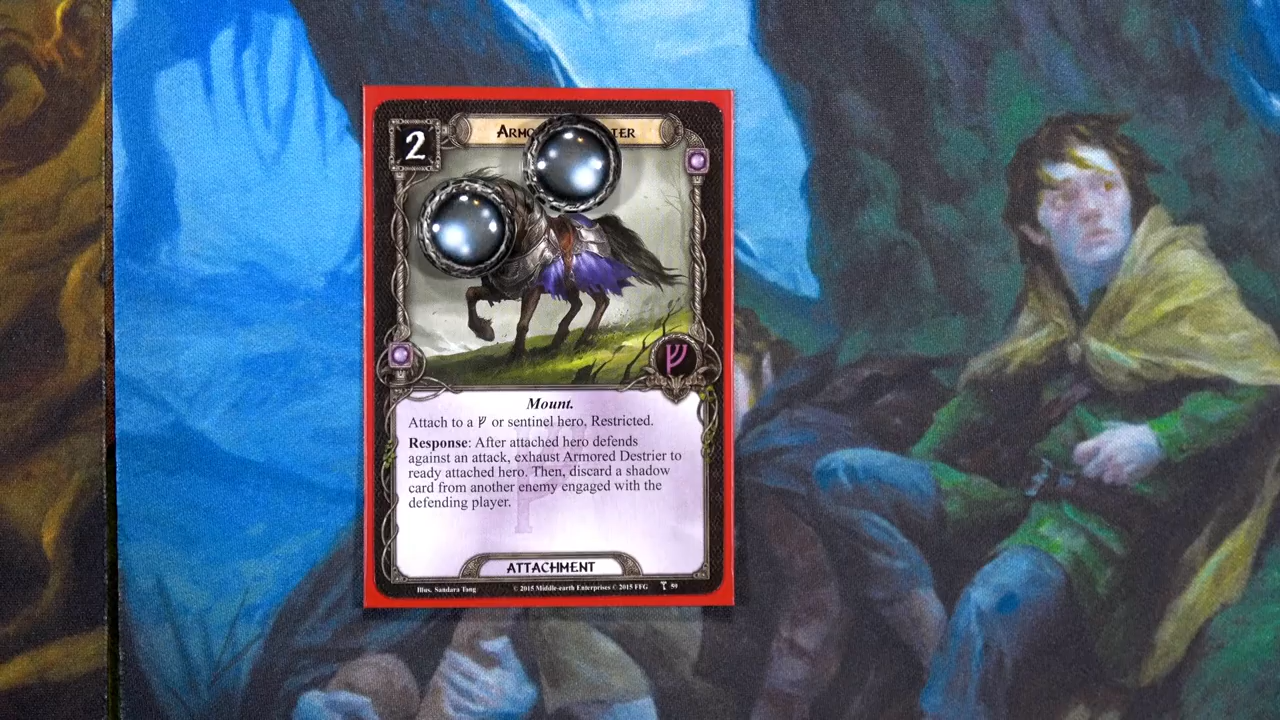 2
Mount.
Attach to a or sentinel hero. Restricted.
Response: After attached hero defends
against an attack, exhaust Armored Destrier to
ready attached hero. Then, discard a shadow
card from another enemy engaged with the
defending player.
ATTACHMENT
Illus. Sandara Tang © 2015 Middle-earth Enterprises © 2015 FFG 59